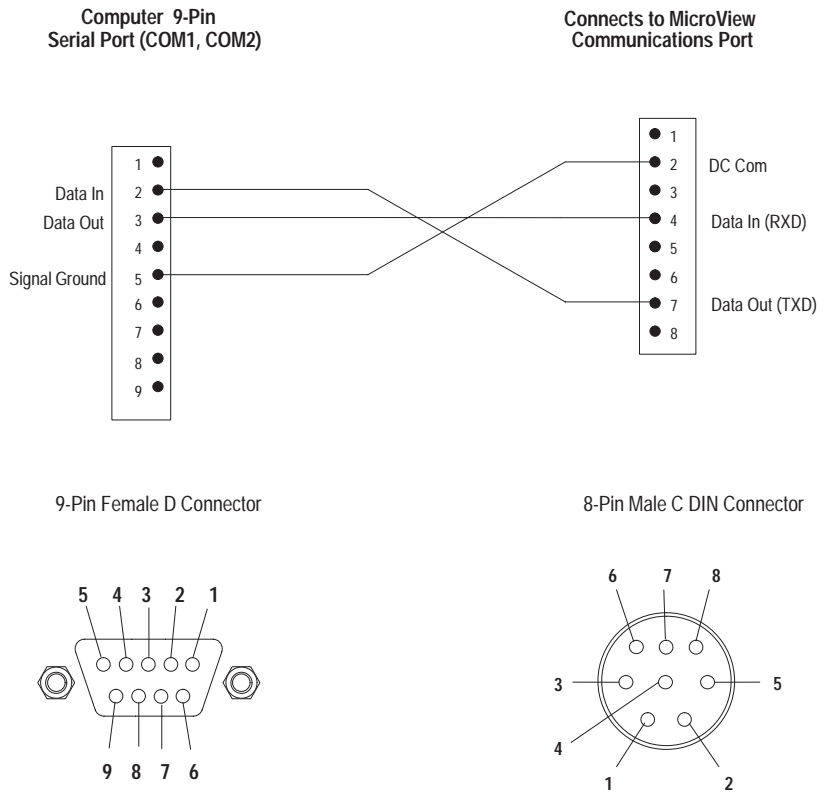 Computer 9-Pin
Serial Port (COM1, COM2)
Connects to MicroView
Communications Port
1
Data In 2
Data Out 3
4
Signal Ground 5
6
7
8
9
1
2 DC Com
3
4 Data In (RXD)
5
6
7 Data Out (TXD)
8
9-Pin Female D Connector
5 4 3 2 1
9 8 7 6
8-Pin Male C DIN Connector
6 7 8
3 5
4
1 2